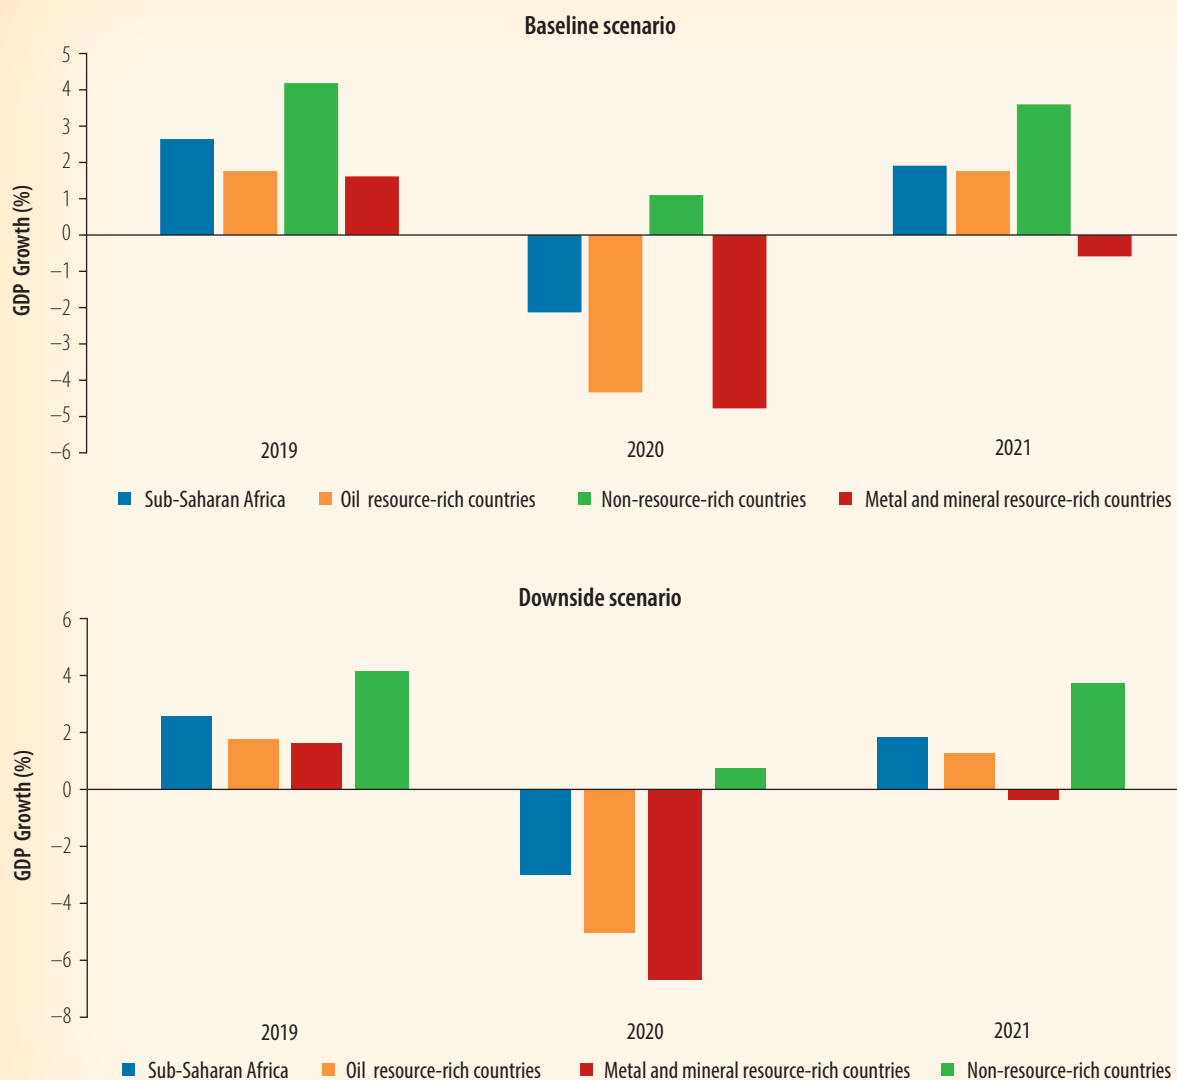 Baseline scenario
GDP Growth (%)
5
4
3
2
1
0
–1
–2
–3
–4
–5
–6
2019
2020
2021
Sub-Saharan Africa
Oil resource-rich countries
Non-resource-rich countries
Metal and mineral resource-rich countries
Downside scenario
GDP Growth (%)
6
4
2
0
–2
–4
–6
–8
2019
2020
2021
Sub-Saharan Africa
Oil resource-rich countries
Metal and mineral resource-rich countries
Non-resource-rich countries